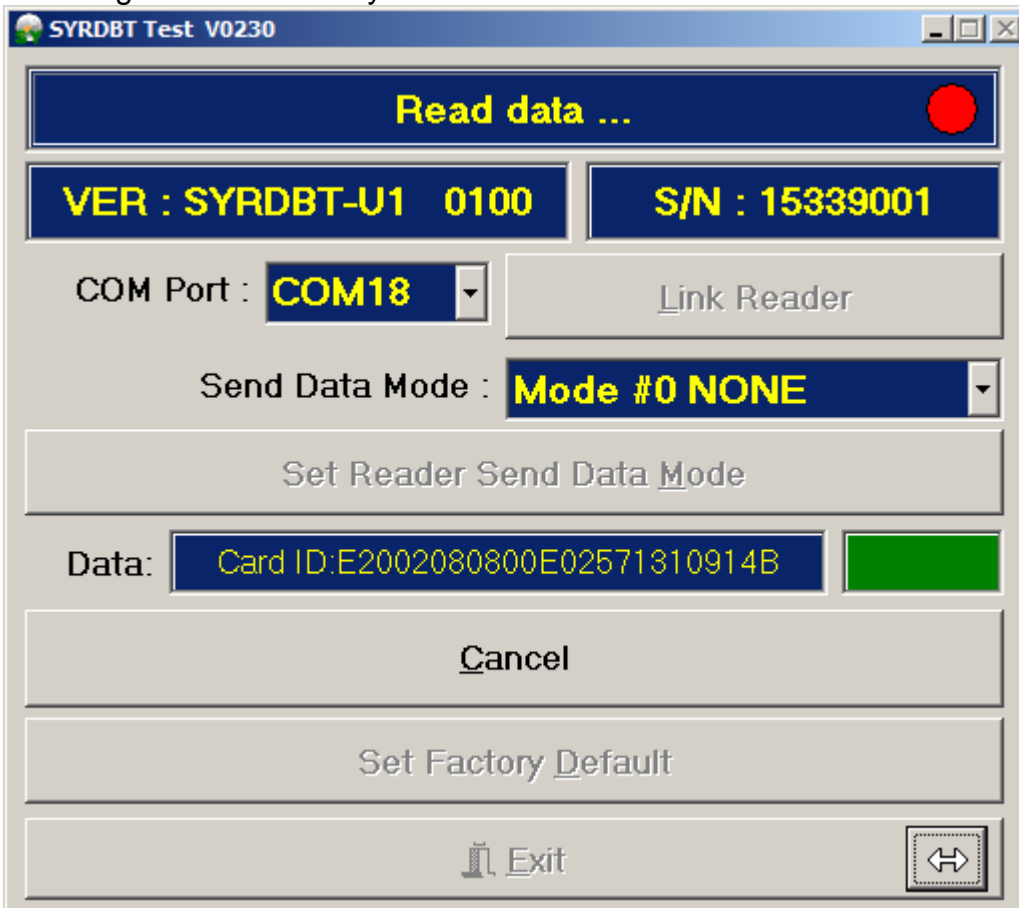 SYRDBT Test V0230
Read data ...
VER : SYRDBT-U1 0100
S/N : 15339001
COM Port : COM18
Link Reader
Send Data Mode : Mode #0 NONE
Set Reader Send Data Mode
Data: Card ID:E2002080800E02571310914B
Cancel
Set Factory Default
Exit